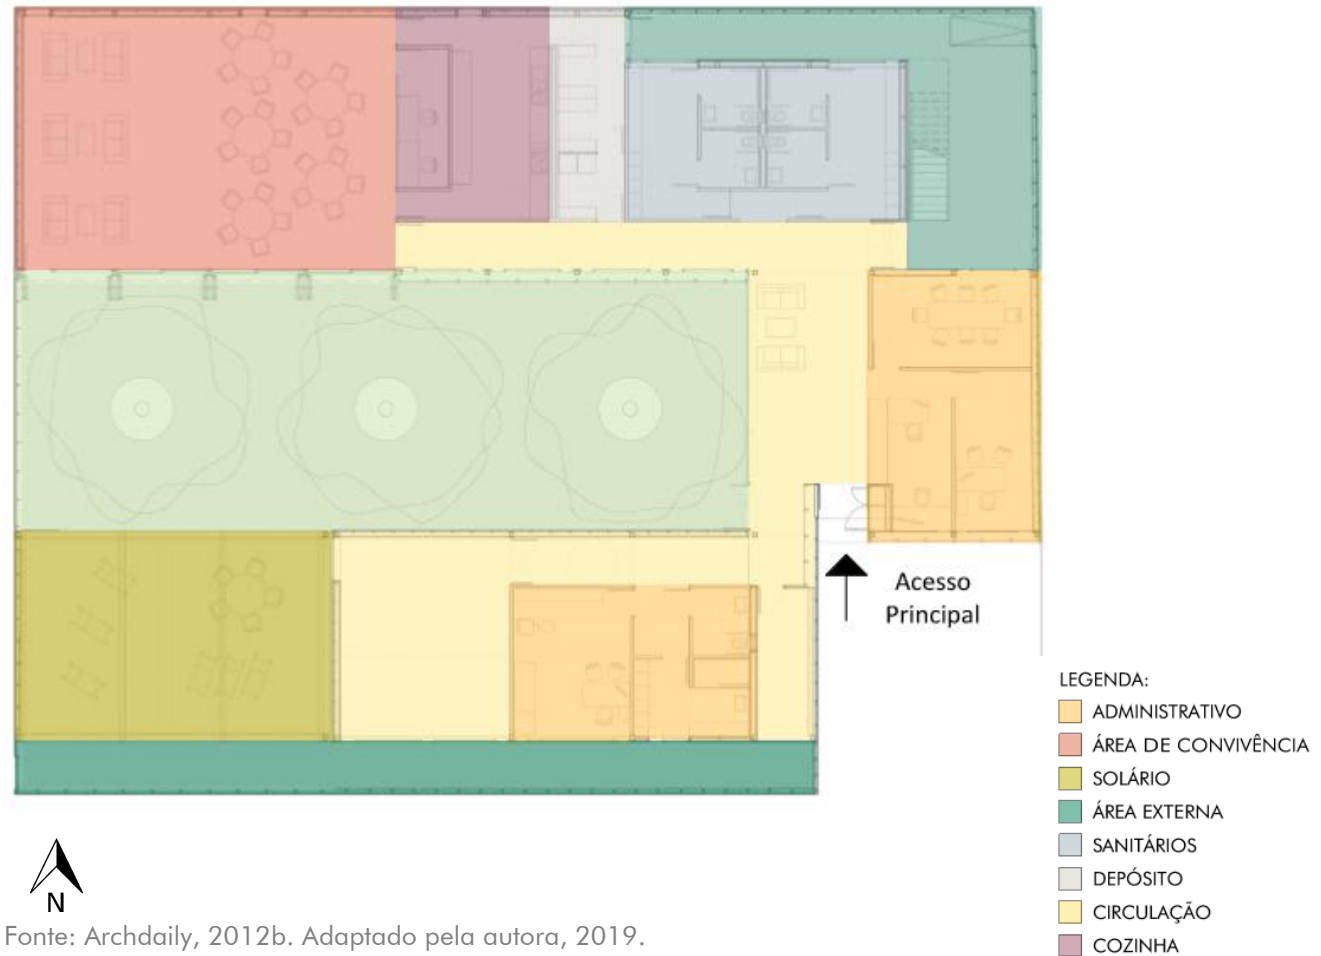 Acesso
Principal
LEGENDA:
ADMINISTRATIVO
ÁREA DE CONVIVÊNCIA
SOLÁRIO
ÁREA EXTERNA
SANITÁRIOS
DEPÓSITO
CIRCULAÇÃO
COZINHA
N
Fonte: Archdaily, 2012b. Adaptado pela autora, 2019.